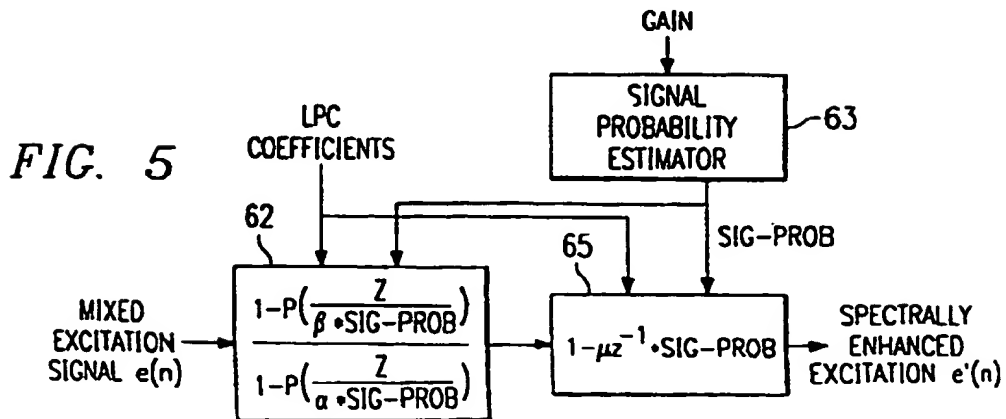 GAIN
SIGNAL
PROBABILITY
ESTIMATOR
63
LPC
COEFFICIENTS
FIG. 5
62
SIG-PROB
65
MIXED
EXCITATION
SIGNAL e(n)
1-P(Z/β*SIG-PROB)
1-P(Z/α*SIG-PROB)
1-μz⁻¹*SIG-PROB
SPECTRALLY
ENHANCED
EXCITATION e'(n)